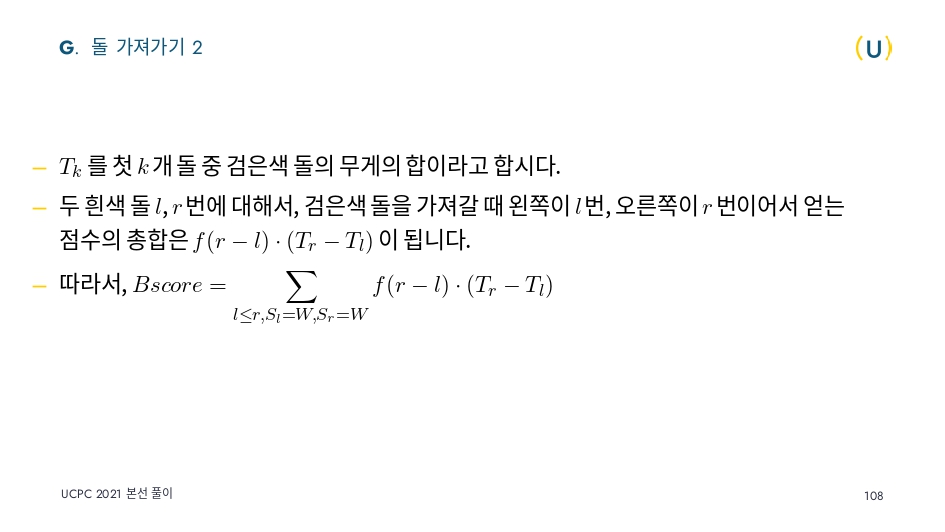 G. 돌 가져가기 2
(U)
– T_k 를 첫 k개 돌 중 검은색 돌의 무게의 합이라고 합시다.
– 두 흰색 돌 l, r번에 대해서, 검은색 돌을 가져갈 때 왼쪽이 l번, 오른쪽이 r번이어서 얻는
점수의 총합은 f(r − l) · (T_r − T_l) 이 됩니다.
– 따라서, Bscore = ∑ f(r − l) · (T_r − T_l)
l≤r,S_l=W,S_r=W
UCPC 2021 본선 풀이
108